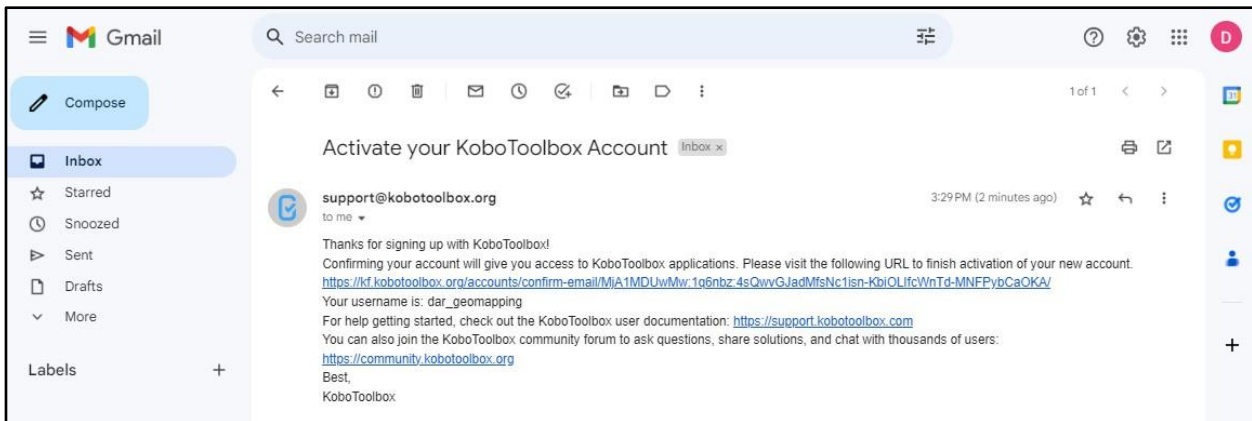 Gmail
Search mail
D
Compose
1 of 1
31
Activate your KoboToolbox Account Inbox x
Inbox
Starred
support@kobotoolbox.org 3:29 PM (2 minutes ago)
to me
Snoozed
Thanks for signing up with KoboToolbox!
Sent
Confirming your account will give you access to KoboToolbox applications. Please visit the following URL to finish activation of your new account.
https://kf.kobotoolbox.org/accounts/confirm-email/MjA1MDUwMw:1q6nbz:4sQwvGJadMfsNc1isn-KbiOLIfcWnTd-MNFPybCaOKA/
Drafts
Your username is: dar_geomapping
More
For help getting started, check out the KoboToolbox user documentation: https://support.kobotoolbox.com
You can also join the KoboToolbox community forum to ask questions, share solutions, and chat with thousands of users:
https://community.kobotoolbox.org
Labels
Best,
KoboToolbox